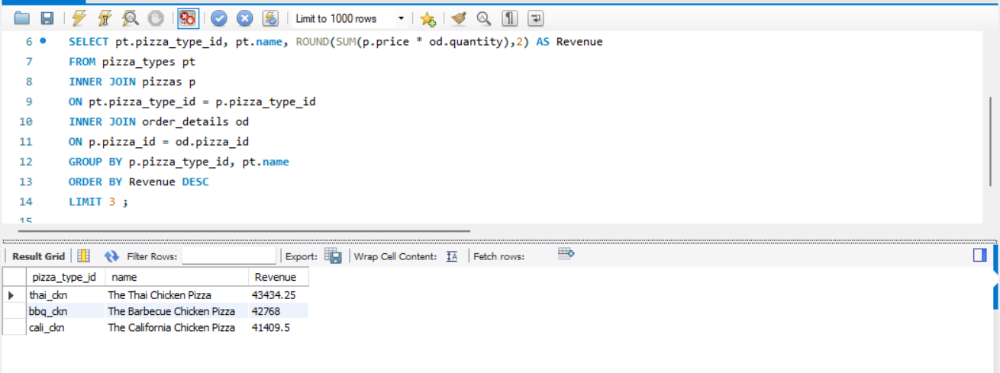 Limit to 1000 rows
6 SELECT pt.pizza_type_id, pt.name, ROUND(SUM(p.price * od.quantity),2) AS Revenue
7 FROM pizza_types pt
8 INNER JOIN pizzas p
9 ON pt.pizza_type_id = p.pizza_type_id
10 INNER JOIN order_details od
11 ON p.pizza_id = od.pizza_id
12 GROUP BY p.pizza_type_id, pt.name
13 ORDER BY Revenue DESC
14 LIMIT 3 ;
15
Result Grid Filter Rows: Export: Wrap Cell Content: IA Fetch rows:
pizza_type_id name Revenue
thai_ckn The Thai Chicken Pizza 43434.25
bbq_ckn The Barbecue Chicken Pizza 42768
cali_ckn The California Chicken Pizza 41409.5